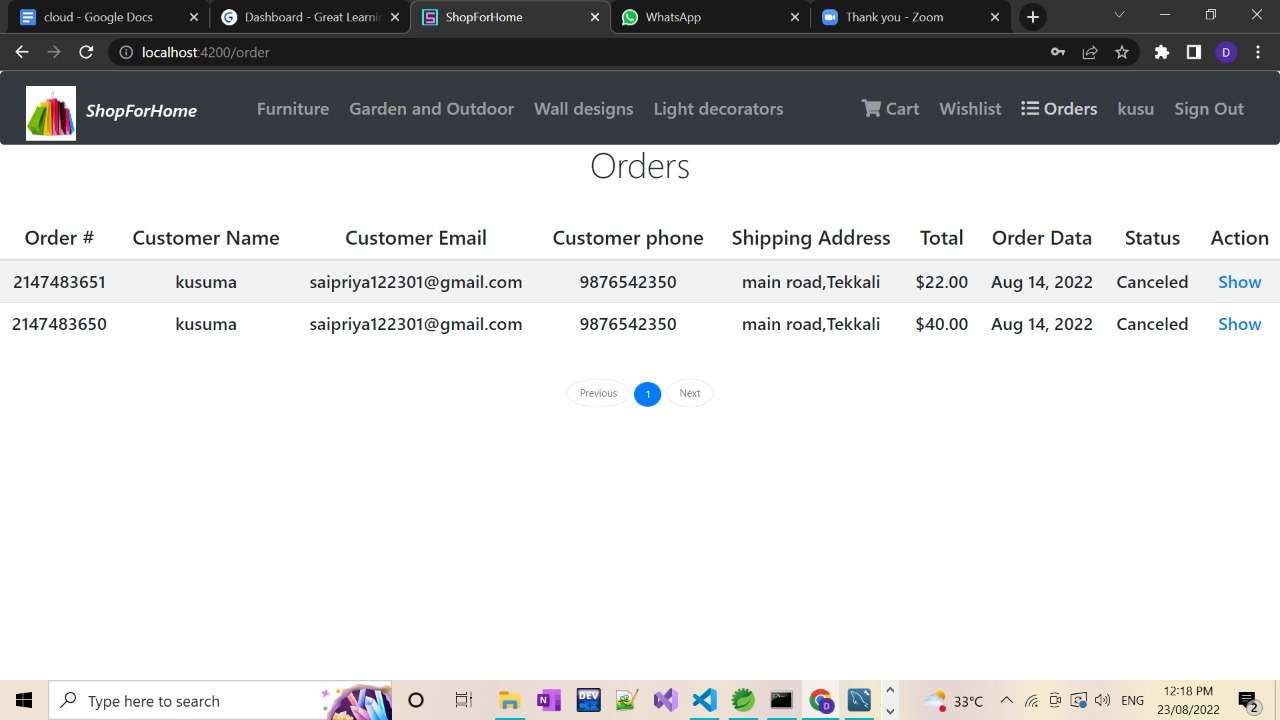 cloud - Google Docs
Dashboard - Great Learnin
ShopForHome
WhatsApp
Thank you - Zoom
localhost:4200/order
D
ShopForHome
Furniture
Garden and Outdoor
Wall designs
Light decorators
Cart
Wishlist
Orders
kusu
Sign Out
Orders
Order # Customer Name Customer Email Customer phone Shipping Address Total Order Data Status Action
2147483651 kusuma saipriya122301@gmail.com 9876542350 main road,Tekkali $22.00 Aug 14, 2022 Canceled Show
2147483650 kusuma saipriya122301@gmail.com 9876542350 main road,Tekkali $40.00 Aug 14, 2022 Canceled Show
Previous 1 Next
Type here to search
DEV
33°C
ENG
12:18 PM
23/08/2022
2